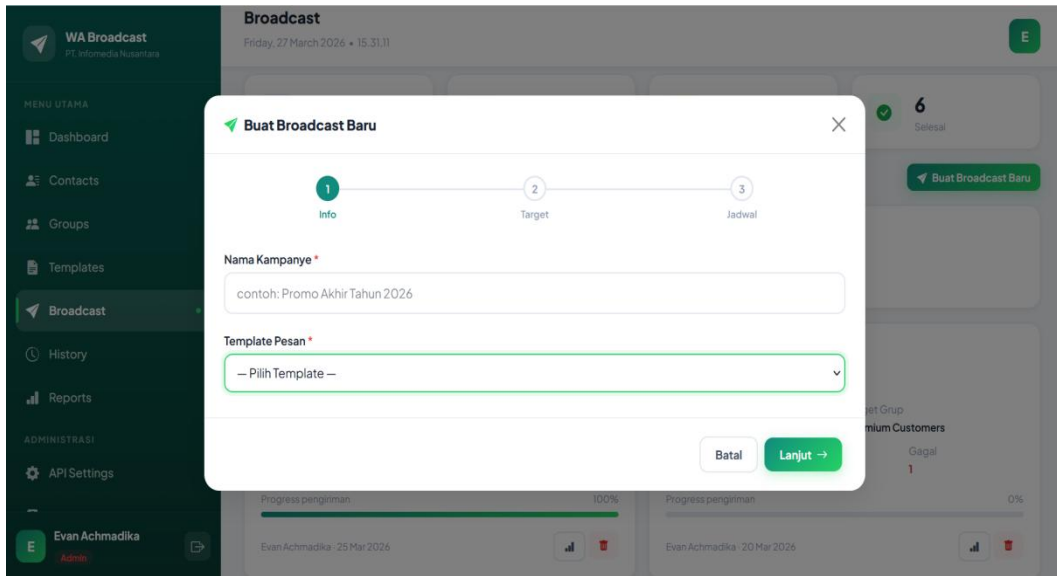 WA Broadcast
PT. Infomedia Nusantara
MENU UTAMA
Dashboard
Contacts
Groups
Templates
Broadcast
History
Reports
ADMINISTRASI
API Settings
E
Evan Achmadika
Admin
Broadcast
Friday, 27 March 2026 • 15.31.11
E
6
Selesai
Buat Broadcast Baru
Buat Broadcast Baru
1
2
3
Info
Target
Jadwal
Nama Kampanye *
contoh: Promo Akhir Tahun 2026
Template Pesan *
— Pilih Template —
Batal
Lanjut →
get Grup
mium Customers
Gagal
1
Progress pengiriman
100%
Progress pengiriman
0%
Evan Achmadika · 25 Mar 2026
Evan Achmadika · 20 Mar 2026